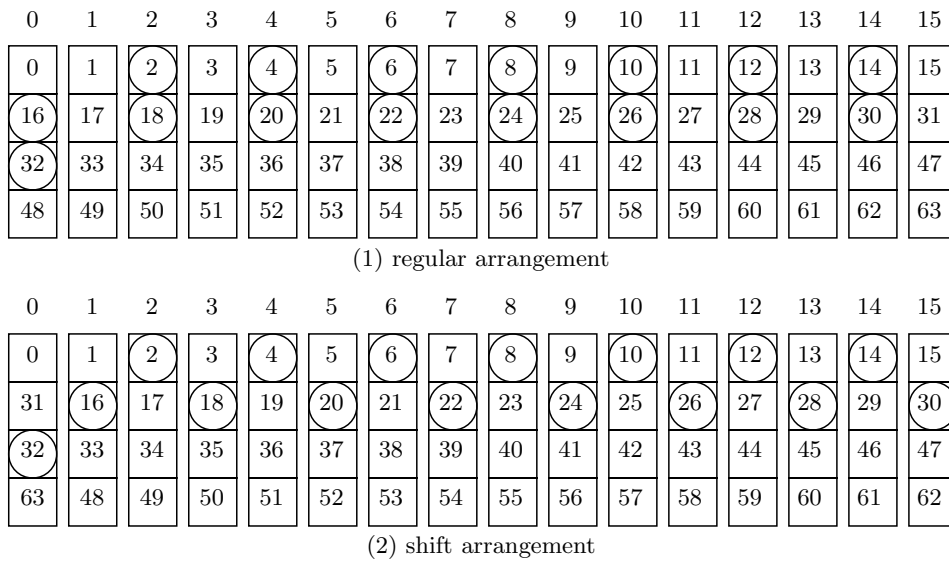 0 1 2 3 4 5 6 7 8 9 10 11 12 13 14 15
0 1 2 3 4 5 6 7 8 9 10 11 12 13 14 15
16 17 18 19 20 21 22 23 24 25 26 27 28 29 30 31
32 33 34 35 36 37 38 39 40 41 42 43 44 45 46 47
48 49 50 51 52 53 54 55 56 57 58 59 60 61 62 63
(1) regular arrangement
0 1 2 3 4 5 6 7 8 9 10 11 12 13 14 15
0 1 2 3 4 5 6 7 8 9 10 11 12 13 14 15
31 16 17 18 19 20 21 22 23 24 25 26 27 28 29 30
32 33 34 35 36 37 38 39 40 41 42 43 44 45 46 47
63 48 49 50 51 52 53 54 55 56 57 58 59 60 61 62
(2) shift arrangement